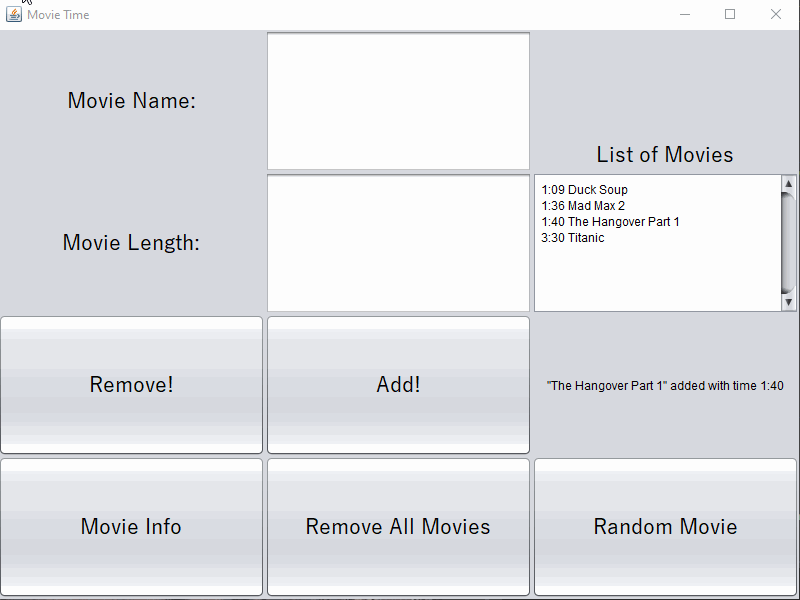 Movie Time
Movie Name:
List of Movies
Movie Length:
1:09 Duck Soup
1:36 Mad Max 2
1:40 The Hangover Part 1
3:30 Titanic
Remove!
Add!
"The Hangover Part 1" added with time 1:40
Movie Info
Remove All Movies
Random Movie